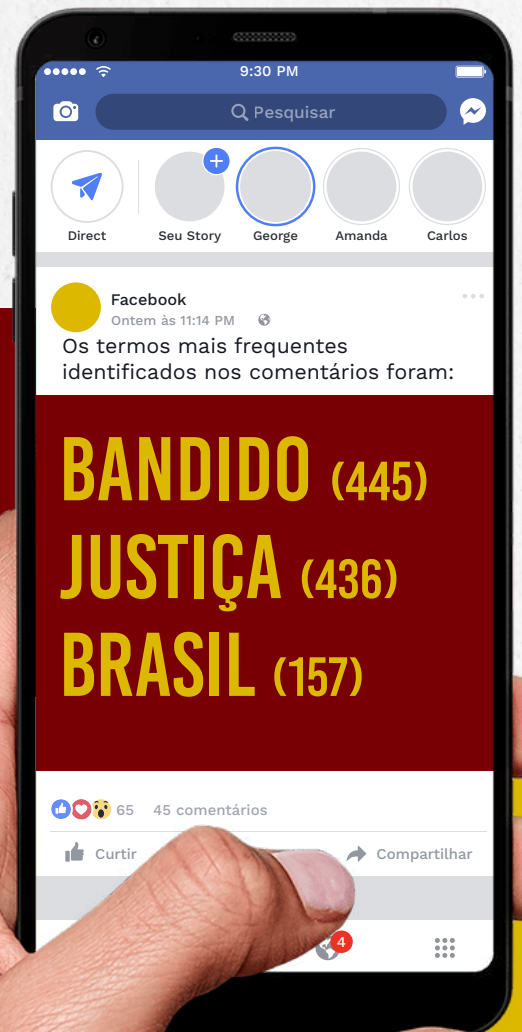 9:30 PM
Pesquisar
Direct
Seu Story
George
Amanda
Carlos
Facebook
Ontem às 11:14 PM
Os termos mais frequentes
identificados nos comentários foram:
BANDIDO (445)
JUSTIÇA (436)
BRASIL (157)
65 45 comentários
Curtir
Compartilhar
4